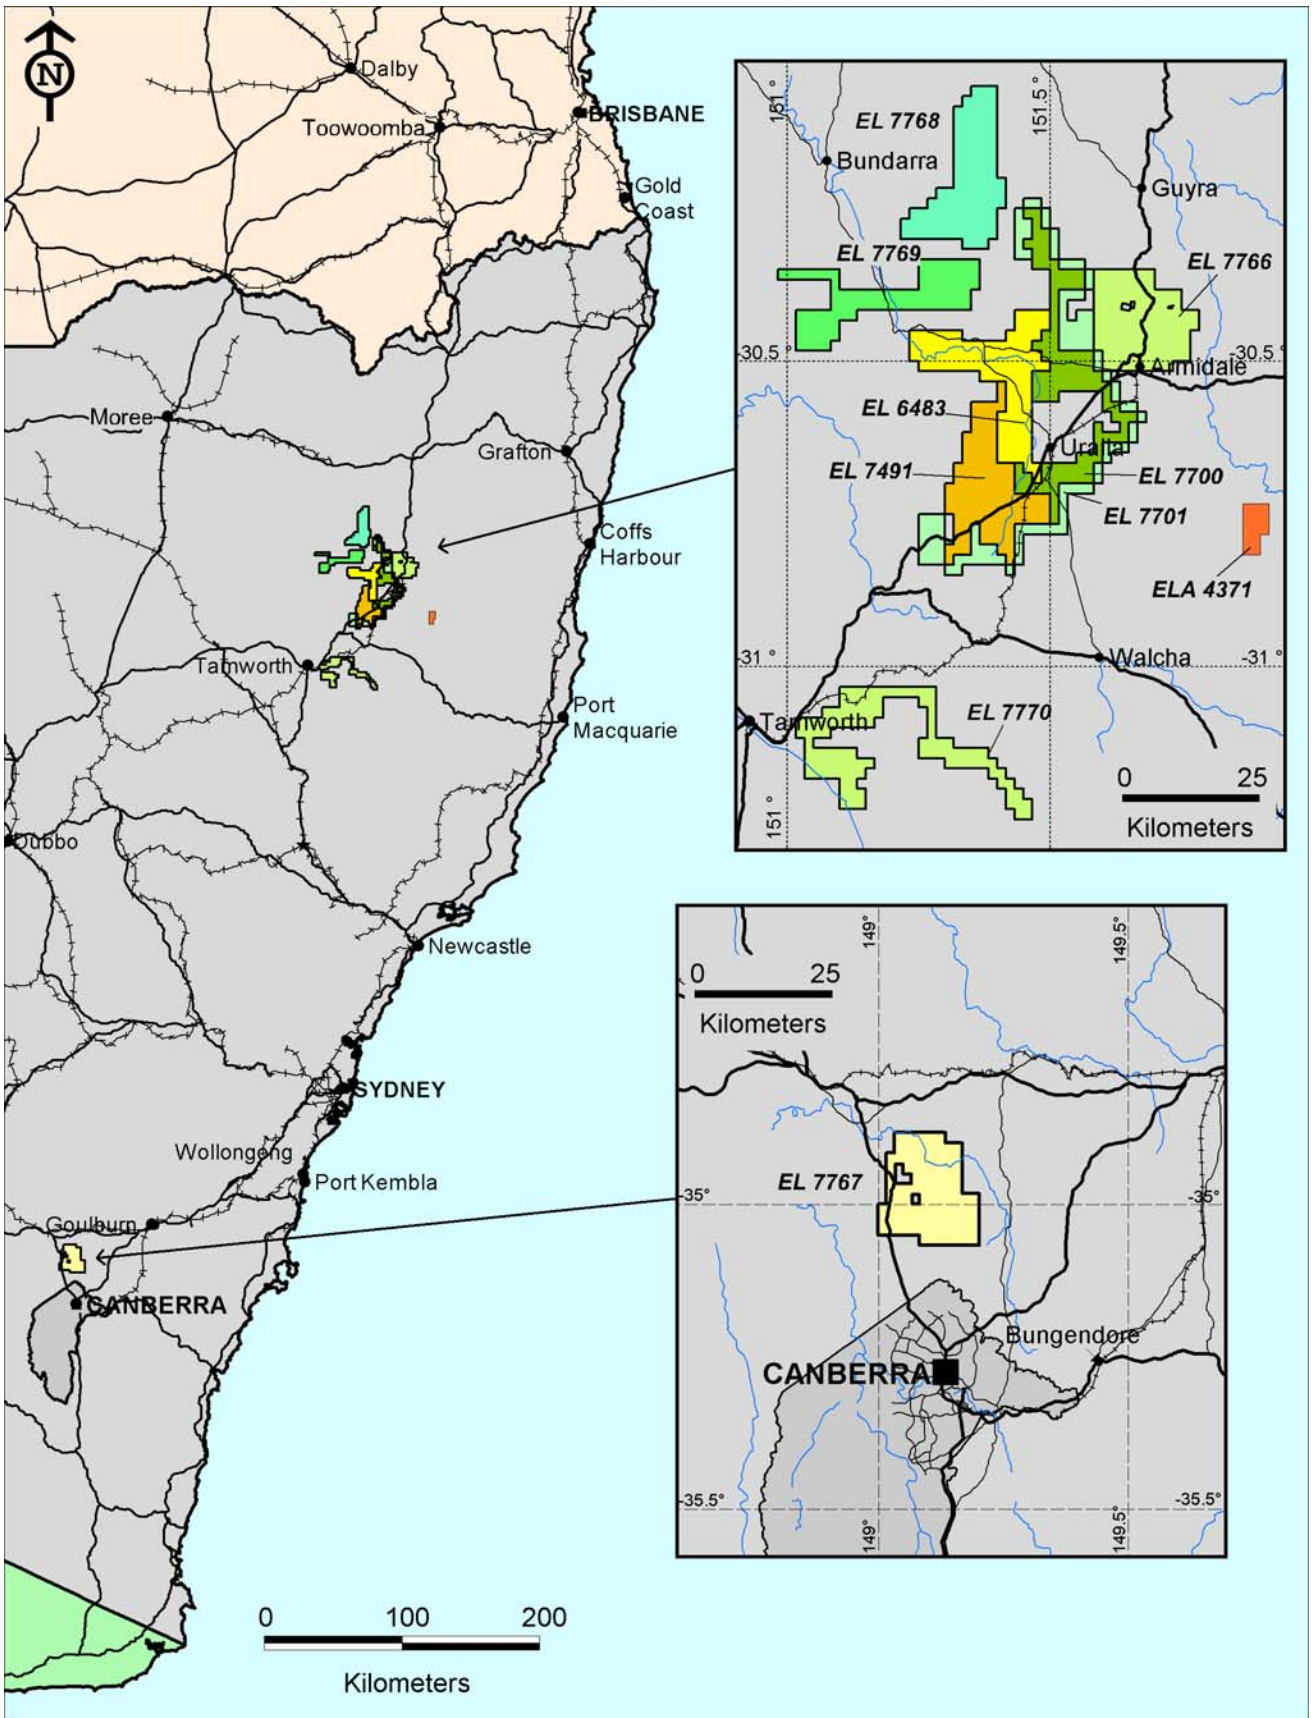 N
Dalby
Toowoomba
BRISBANE
Gold
Coast
Moree
Grafton
Coffs
Harbour
Tamworth
Port
Macquarie
Dubbo
Newcastle
SYDNEY
Wollongong
Port Kembla
Goulburn
CANBERRA
0 100 200
Kilometers
151 °
151.5 °
EL 7768
Bundarra
Guyra
EL 7769
EL 7766
-30.5 °
-30.5 °
Armidale
EL 6483
Uralla
EL 7491
EL 7700
EL 7701
ELA 4371
Walcha
-31 °
-31 °
EL 7770
Tamworth
0 25
Kilometers
151 °
149°
149.5°
0 25
Kilometers
EL 7767
-35°
-35°
Bungendore
CANBERRA
-35.5°
-35.5°
149°
149.5°